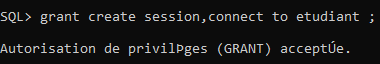 SQL> grant create session,connect to etudiant ;
Autorisation de privilÞges (GRANT) acceptÚe.